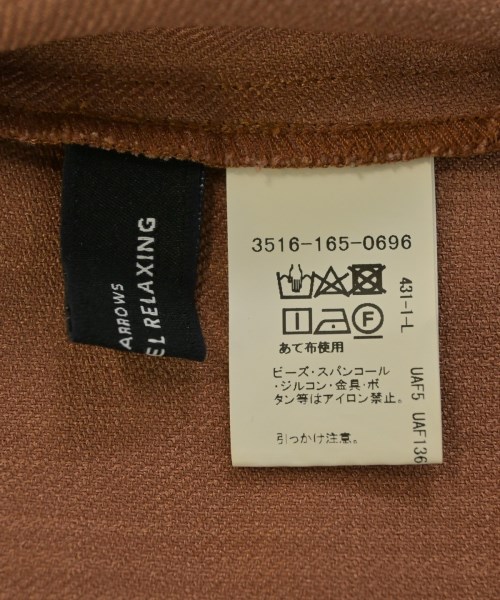 ARROWS
EL RELAXING
3516-165-0696
F
あて布使用
ビーズ・スパンコール
・ジルコン・金具・ボ
タン等はアイロン禁止。
引っかけ注意。
431-1-L
UAF5 UAF136